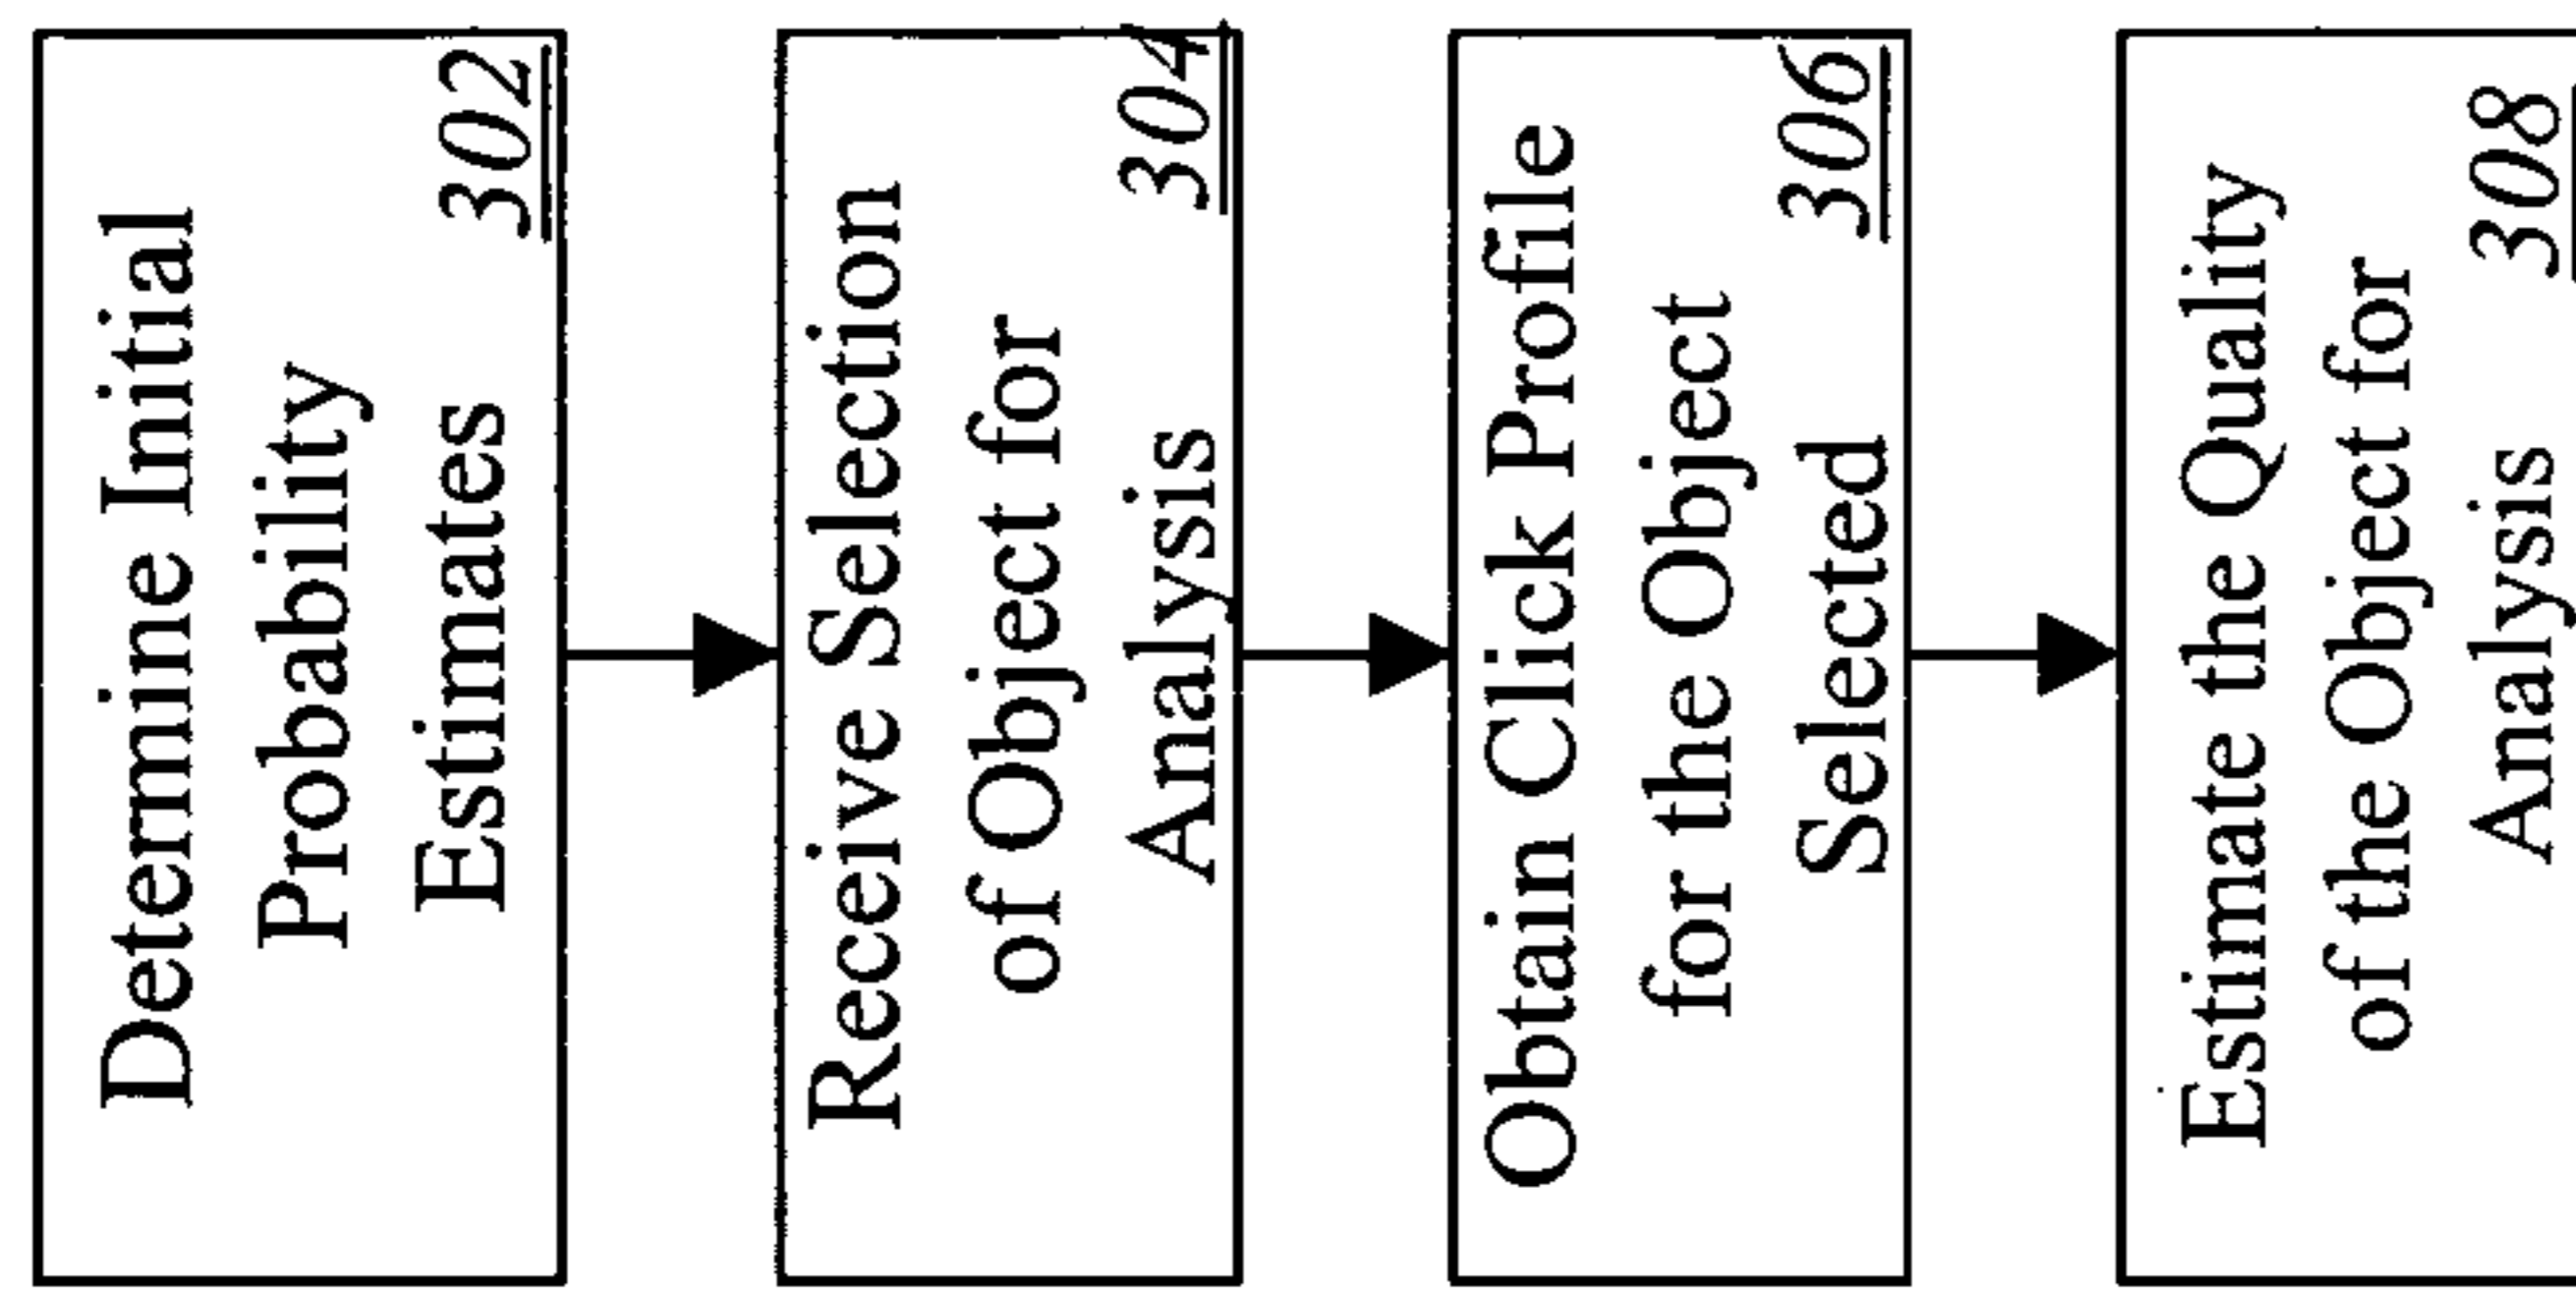 Determine Initial
Probability
Estimates
302
Receive Selection
of Object for
Analysis
304
Obtain Click Profile
for the Object
Selected
306
Estimate the Quality
of the Object for
Analysis
308